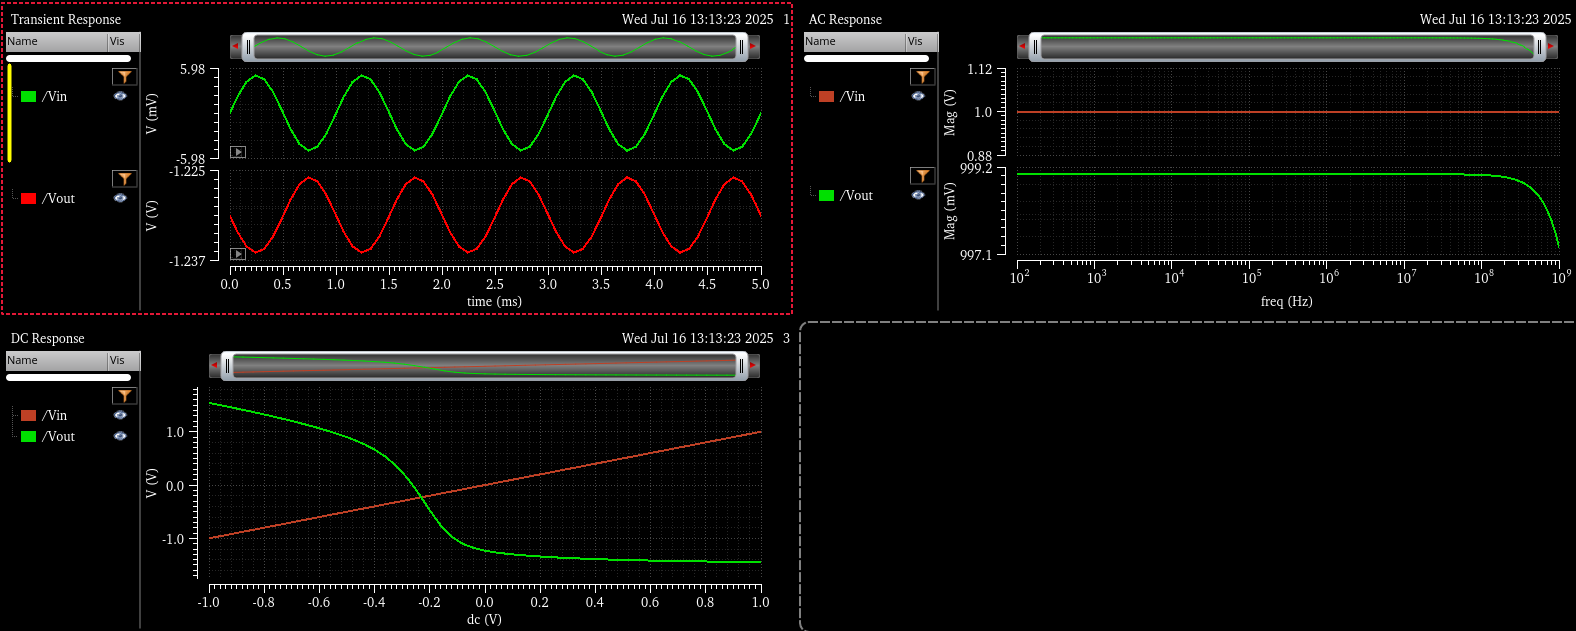 Transient Response
Wed Jul 16 13:13:23 2025 1
Name Vis
/Vin
/Vout
V (mV)
5.98
-5.98
V (V)
-1.225
-1.237
0.0 0.5 1.0 1.5 2.0 2.5 3.0 3.5 4.0 4.5 5.0
time (ms)
AC Response
Wed Jul 16 13:13:23 2025
Name Vis
/Vin
/Vout
Mag (V)
1.12
1.0
0.88
Mag (mV)
999.2
997.1
10^2 10^3 10^4 10^5 10^6 10^7 10^8 10^9
freq (Hz)
DC Response
Wed Jul 16 13:13:23 2025 3
Name Vis
/Vin
/Vout
V (V)
1.0
0.0
-1.0
-1.0 -0.8 -0.6 -0.4 -0.2 0.0 0.2 0.4 0.6 0.8 1.0
dc (V)